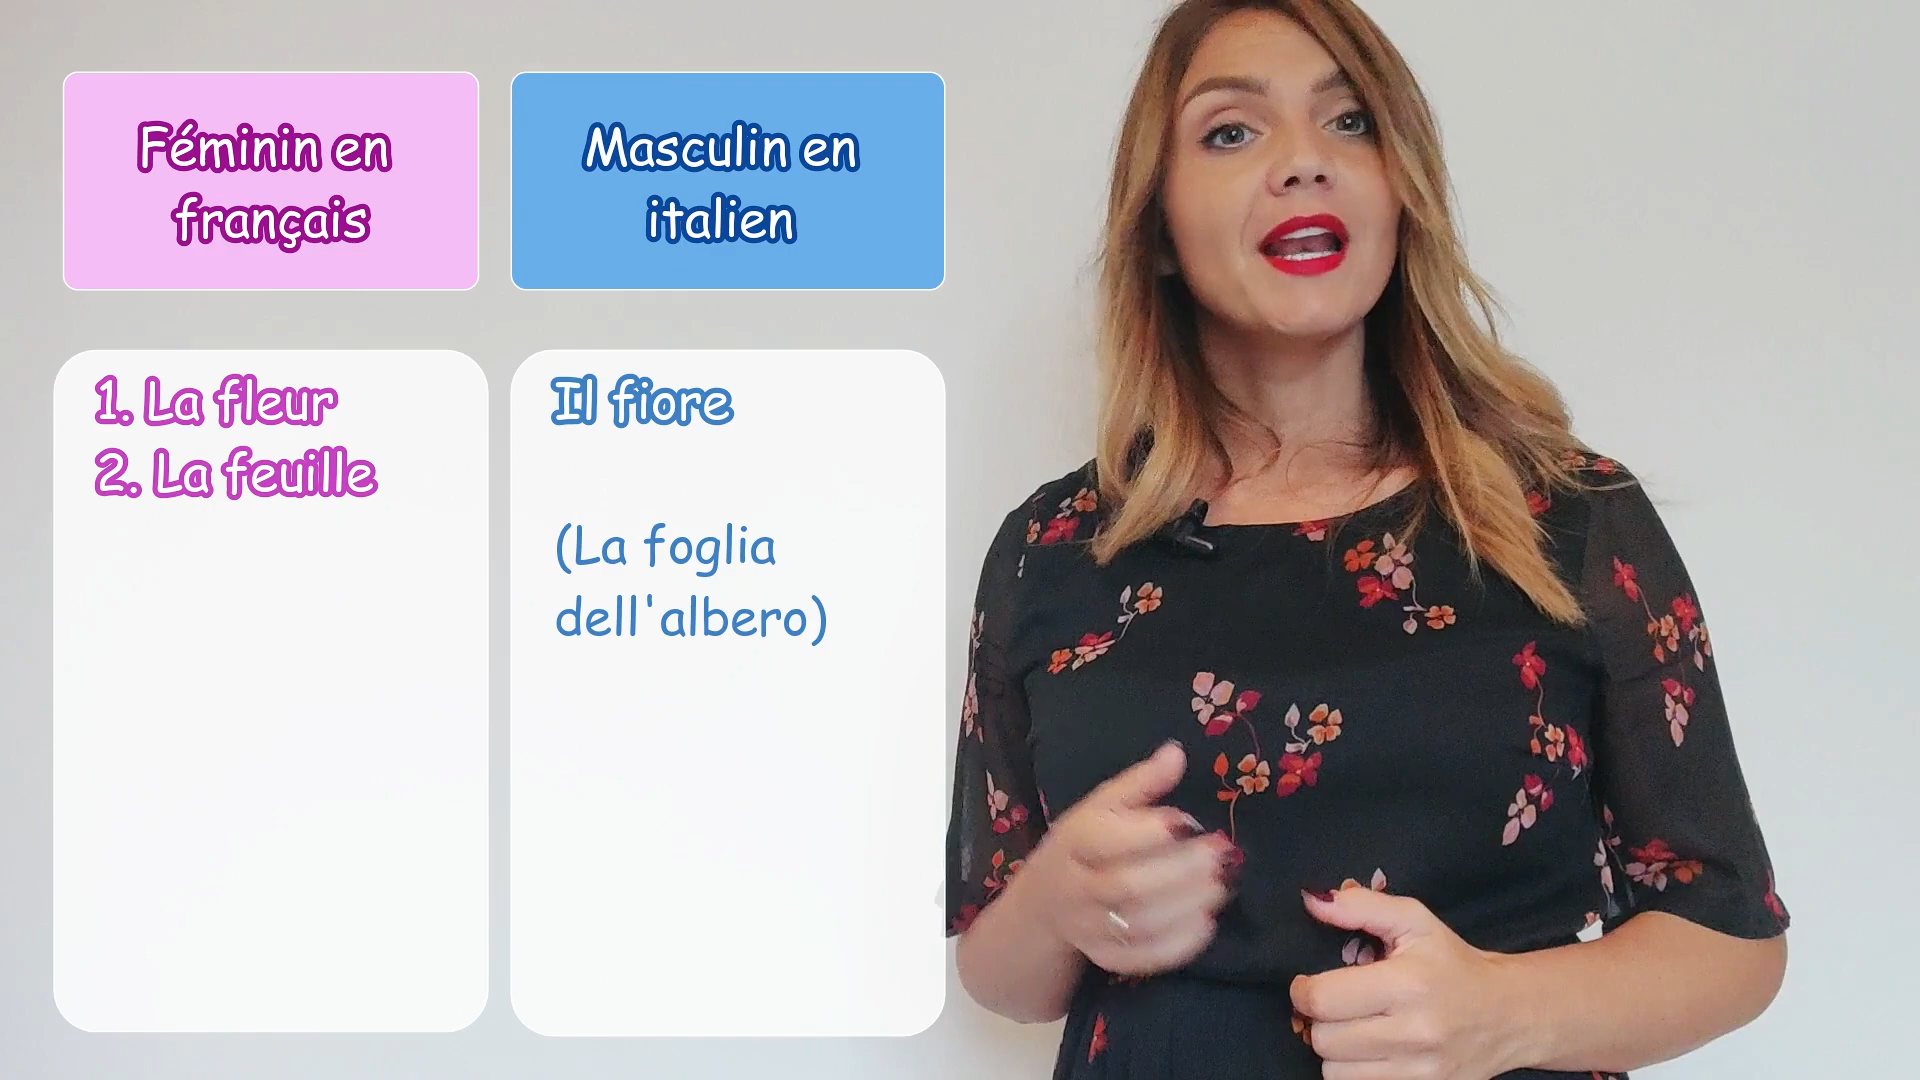 Féminin en
français
Masculin en
italien
1. La fleur
2. La feuille
Il fiore
(La foglia
dell'albero)